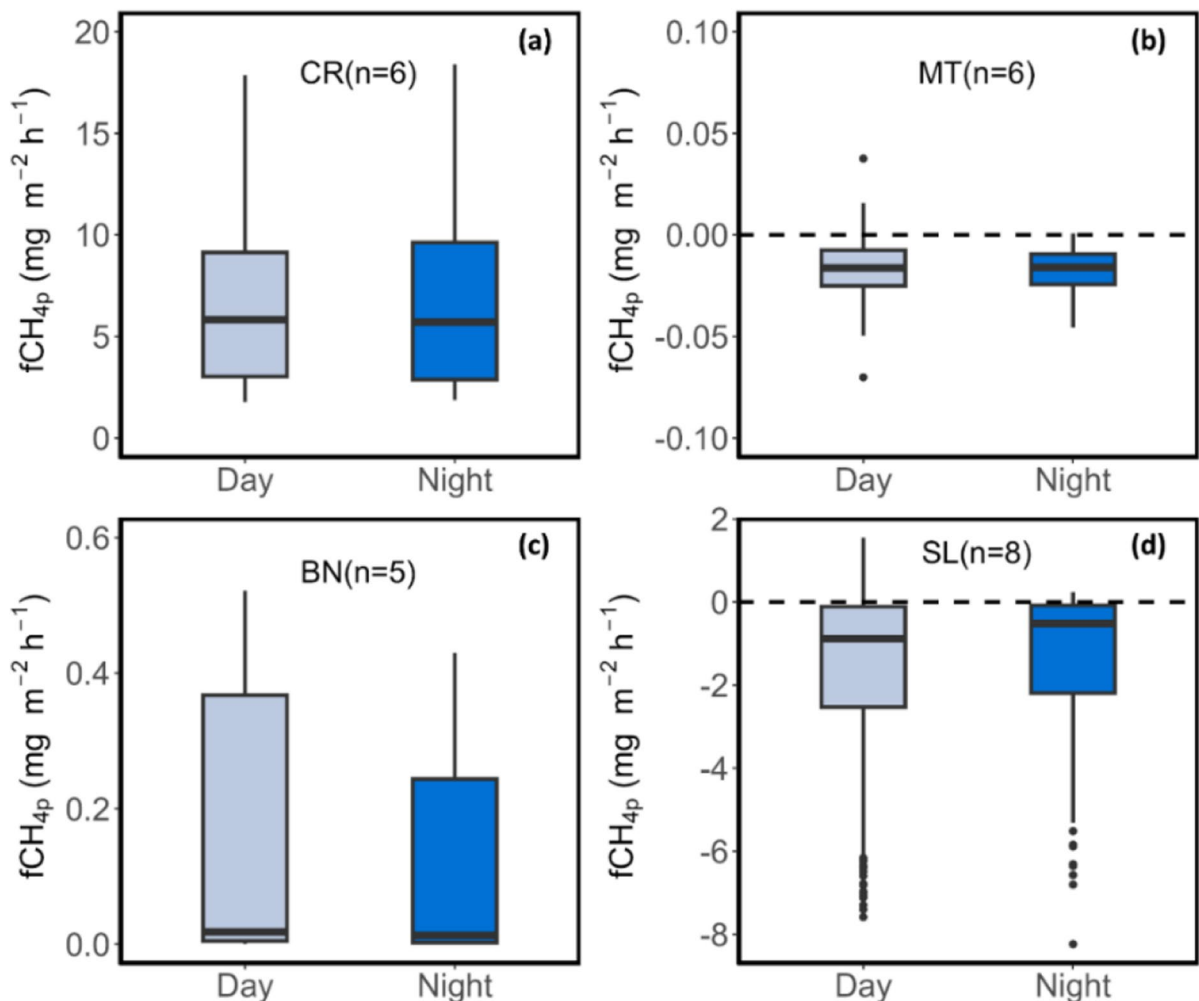 (a)
CR(n=6)
fCH₄ₚ (mg m⁻² h⁻¹)
20
15
10
5
0
Day Night
(b)
MT(n=6)
fCH₄ₚ (mg m⁻² h⁻¹)
0.10
0.05
0.00
-0.05
-0.10
Day Night
(c)
BN(n=5)
fCH₄ₚ (mg m⁻² h⁻¹)
0.6
0.4
0.2
0.0
Day Night
(d)
SL(n=8)
fCH₄ₚ (mg m⁻² h⁻¹)
2
0
-2
-4
-6
-8
Day Night